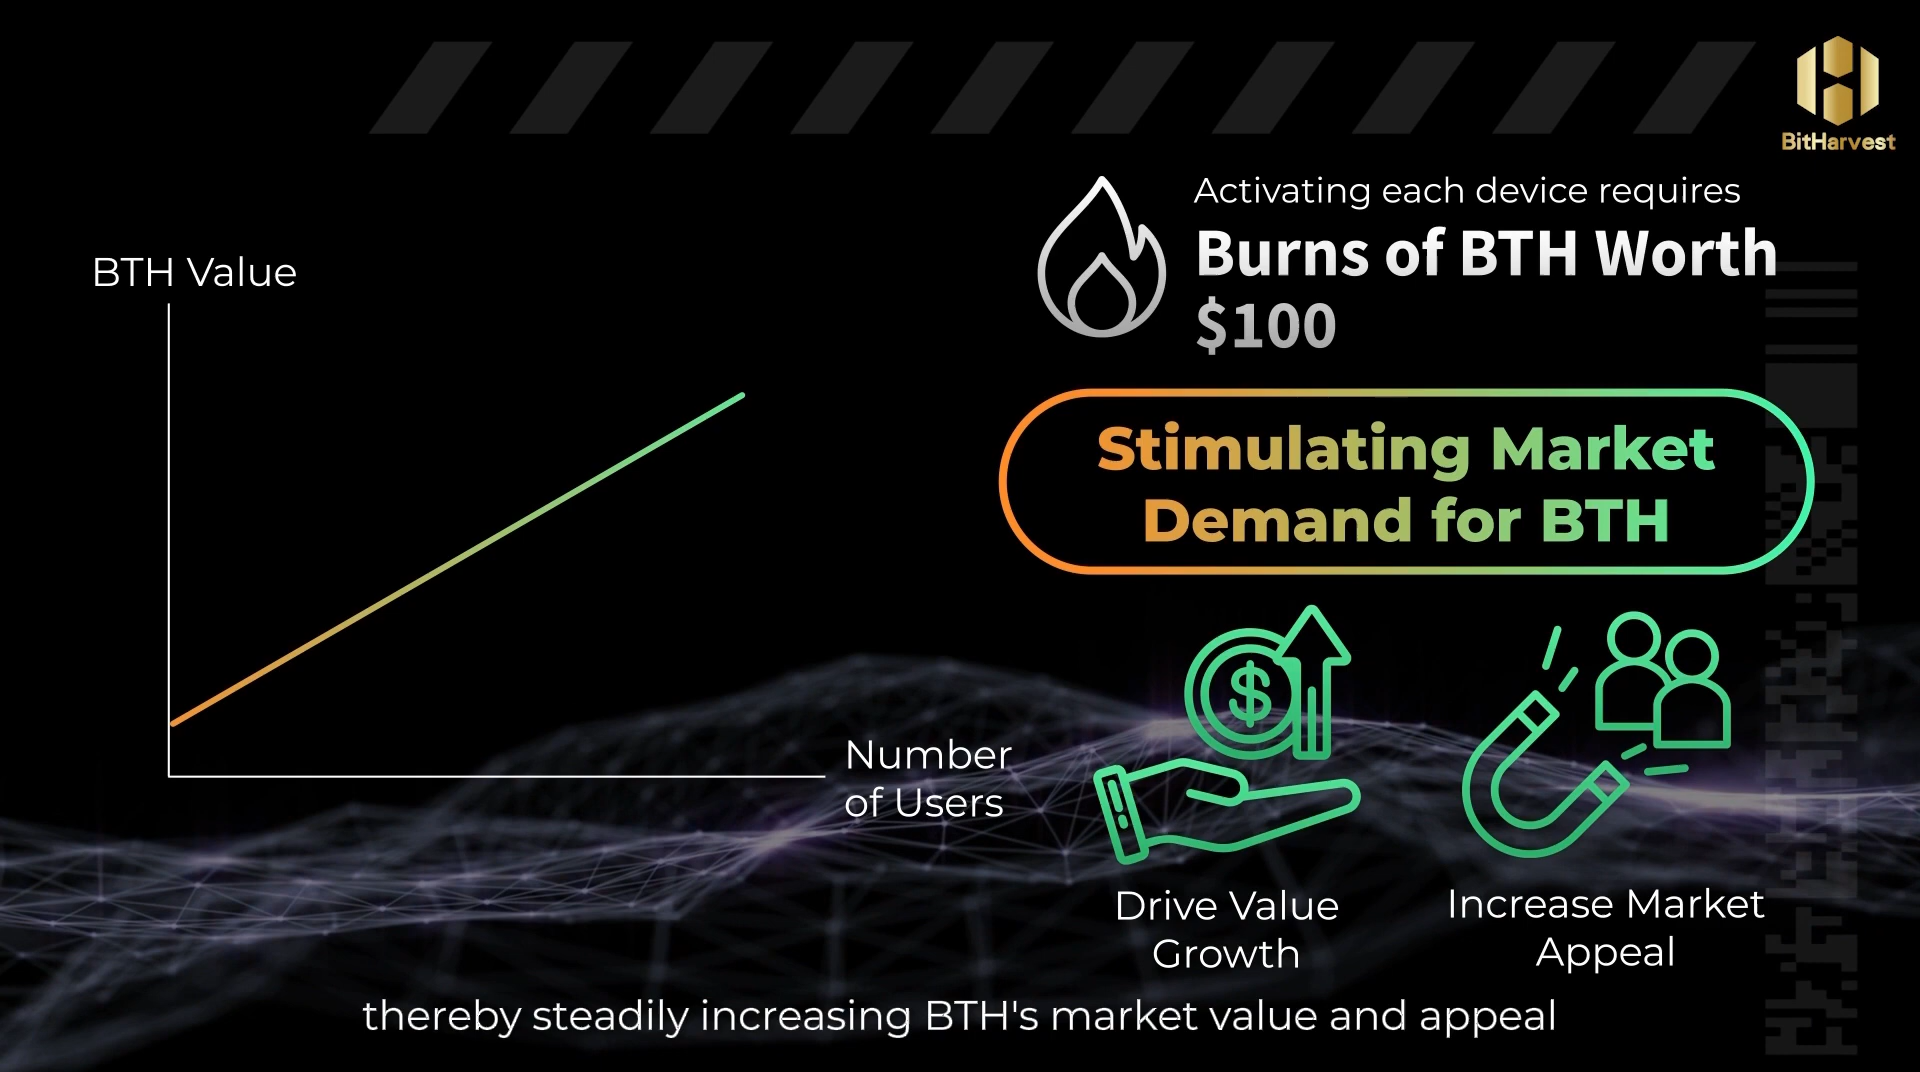 BitHarvest
Activating each device requires
Burns of BTH Worth
$100
BTH Value
Stimulating Market
Demand for BTH
Number
of Users
Drive Value
Growth
Increase Market
Appeal
thereby steadily increasing BTH's market value and appeal